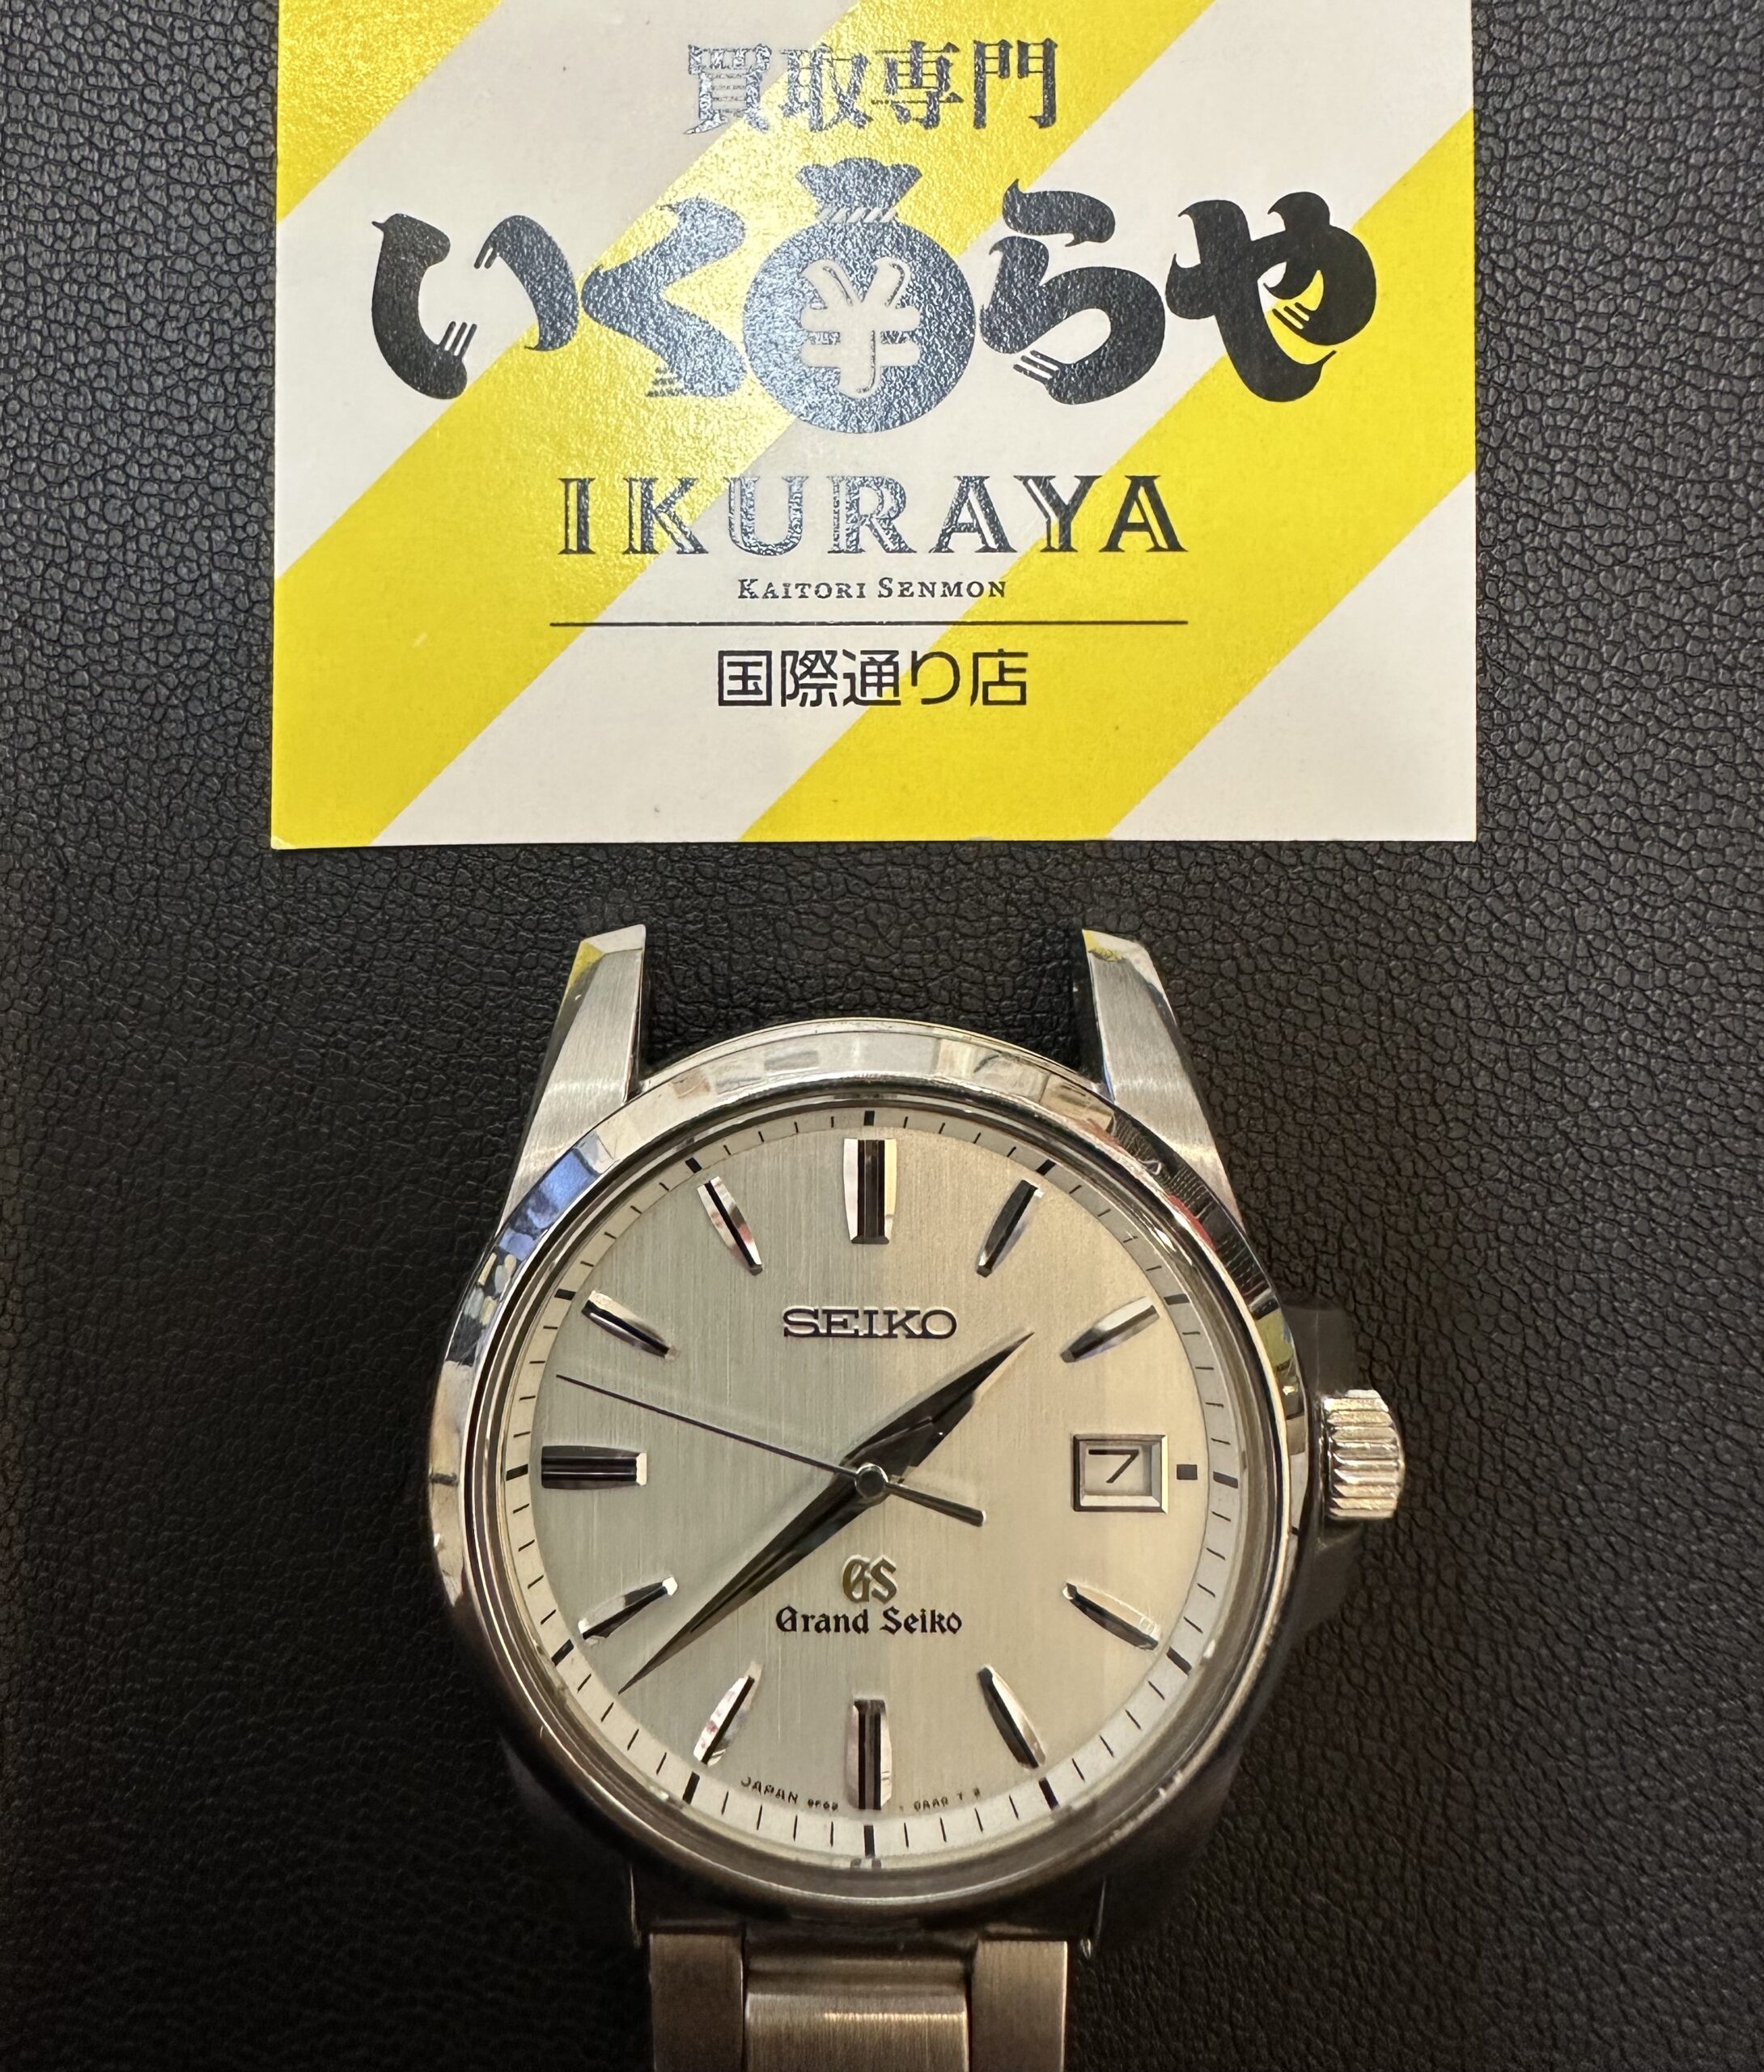 買取専門
いくらや
¥
IKURAYA
KAITORI SENMON
国際通り店
SEIKO
7
GS
Grand Seiko
JAPAN